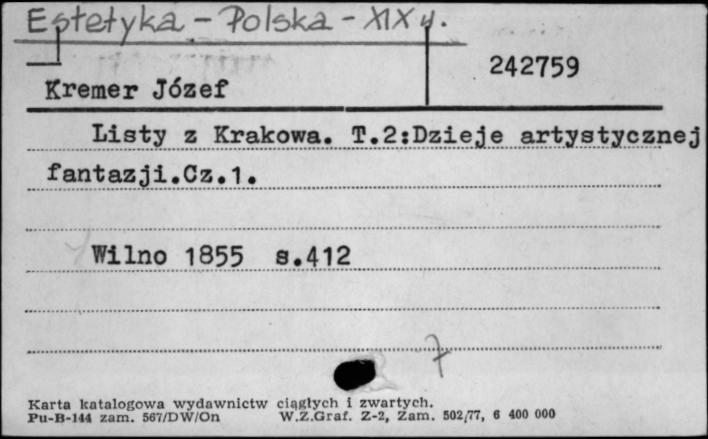 Estetyka - Polska - XIX w.
242759
Kremer Józef
Listy z Krakowa. T.2:Dzieje artystycznej
fantazji.Cz.1.
Wilno 1855 s.412
7
Karta katalogowa wydawnictw ciągłych i zwartych.
Pu-B-144 zam. 567/DW/On W.Z.Graf. Z-2, Zam. 502/77, 6 400 000